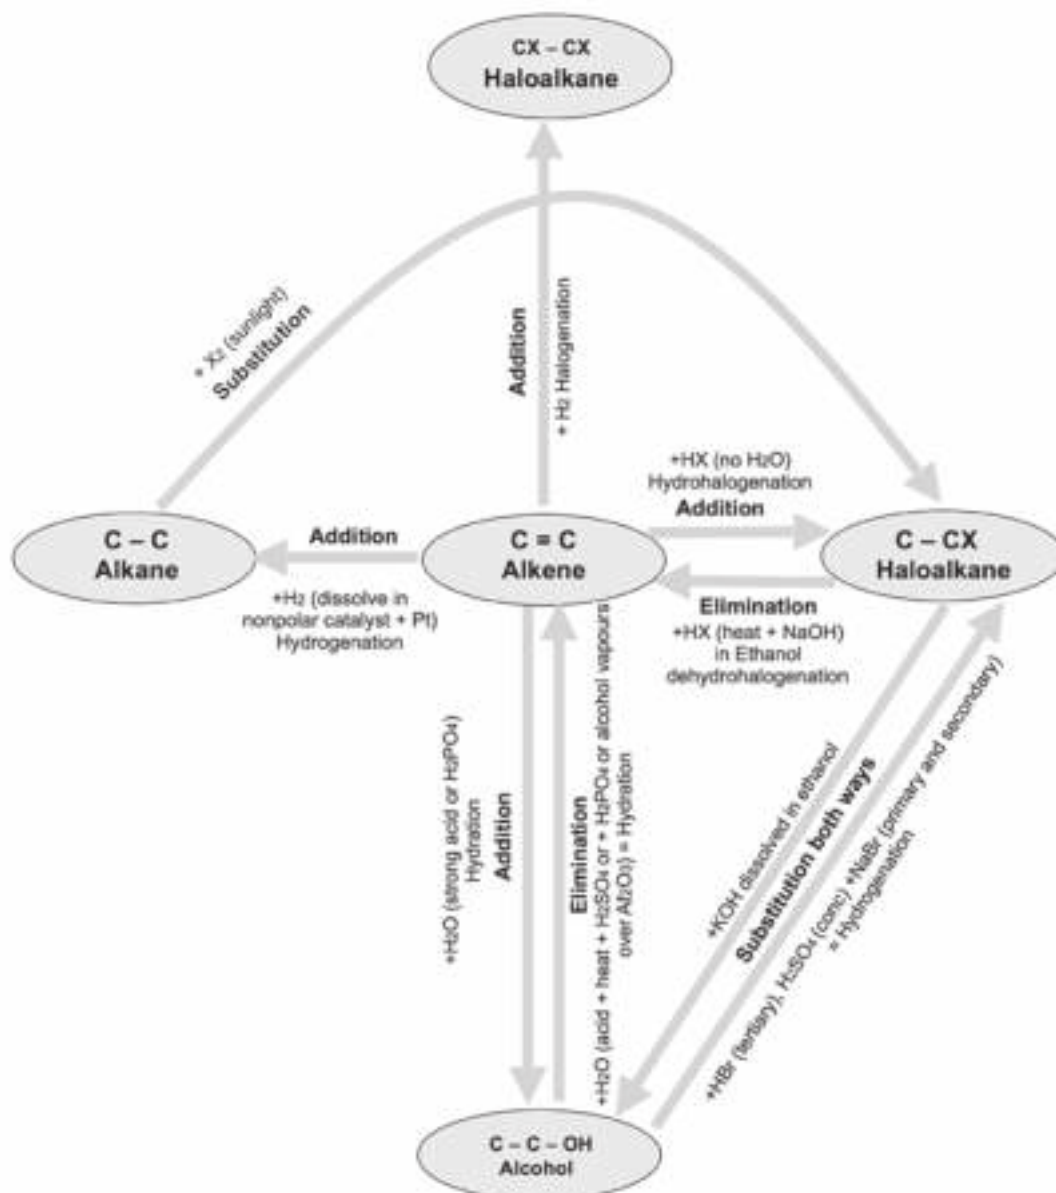 CX – CX
Haloalkane
+ X2 (sunlight)
Substitution
Addition
+ H2 Halogenation
+HX (no H2O)
Hydrohalogenation
Addition
C – C
Alkane
Addition
+H2 (dissolve in
nonpolar catalyst + Pt)
Hydrogenation
C = C
Alkene
C – CX
Haloalkane
Elimination
+HX (heat + NaOH)
in Ethanol
dehydrohalogenation
+H2O (strong acid or H2PO4)
Hydration
Addition
Elimination
+H2O (acid + heat + H2SO4 or + H2PO4 or alcohol vapours
over Al2O3) = Hydration
+KOH dissolved in ethanol
Substitution both ways
+HBr (tertiary), H2SO4 (conc) +NaBr (primary and secondary)
= Hydrogenation
C – C – OH
Alcohol